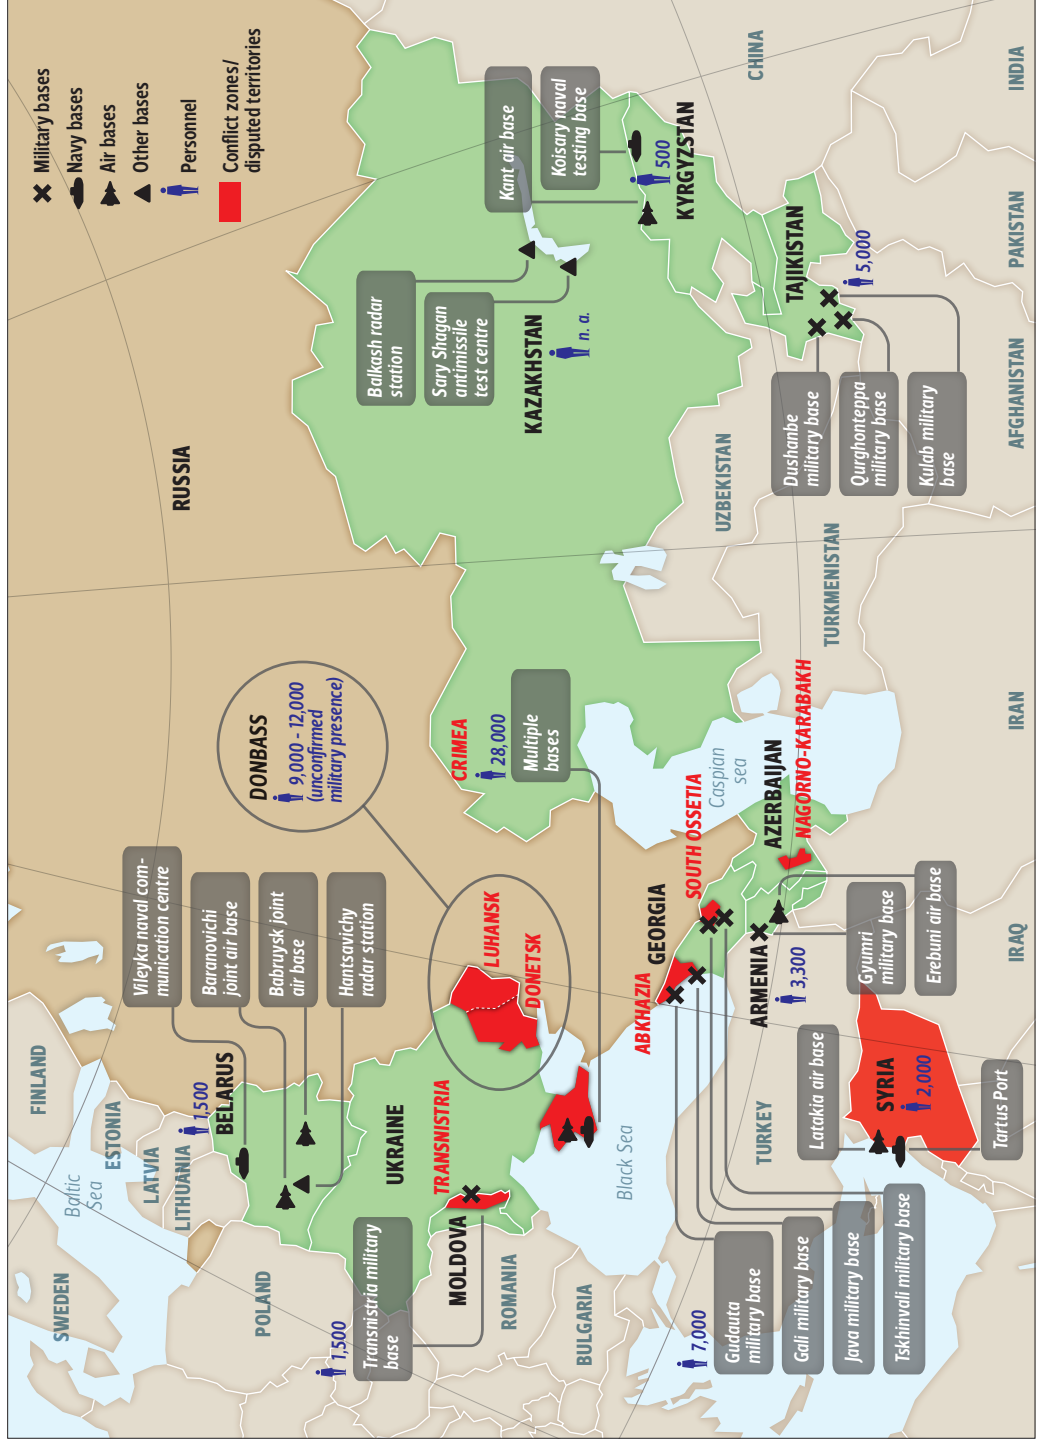 Military bases
Navy bases
Air bases
Other bases
Personnel
Conflict zones/
disputed territories
FINLAND
SWEDEN
Baltic
Sea
ESTONIA
LATVIA
LITHUANIA
POLAND
BELARUS
1,500
Vileyka naval com-
munication centre
Baranovichi
joint air base
Babruysk joint
air base
Hantsavichy
radar station
RUSSIA
DONBASS
9,000 - 12,000
(unconfirmed
military presence)
LUHANSK
DONETSK
UKRAINE
TRANSNISTRIA
MOLDOVA
1,500
Transnistria military
base
ROMANIA
BULGARIA
Black Sea
CRIMEA
28,000
Multiple
bases
KAZAKHSTAN
n. a.
Balkash radar
station
Sary Shagan
antimissile
test centre
Kant air base
Koisary naval
testing base
500
KYRGYZSTAN
CHINA
TAJIKISTAN
5,000
Dushanbe
military base
Qurghonteppa
military base
Kulab military
base
UZBEKISTAN
TURKMENISTAN
AFGHANISTAN
PAKISTAN
INDIA
IRAN
IRAQ
Caspian
sea
ABKHAZIA
GEORGIA
SOUTH OSSETIA
AZERBAIJAN
NAGORNO-KARABAKH
ARMENIA
3,300
Gyumri
military base
Erebuni air base
TURKEY
7,000
Gudauta
military base
Gali military base
Java military base
Tskhinvali military base
SYRIA
2,000
Latakia air base
Tartus Port